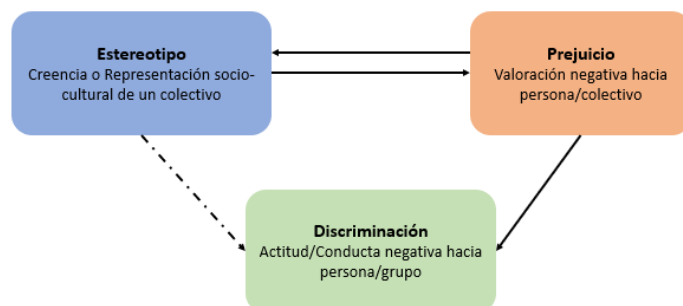 Estereotipo
Creencia o Representación socio-
cultural de un colectivo
Prejuicio
Valoración negativa hacia
persona/colectivo
Discriminación
Actitud/Conducta negativa hacia
persona/grupo